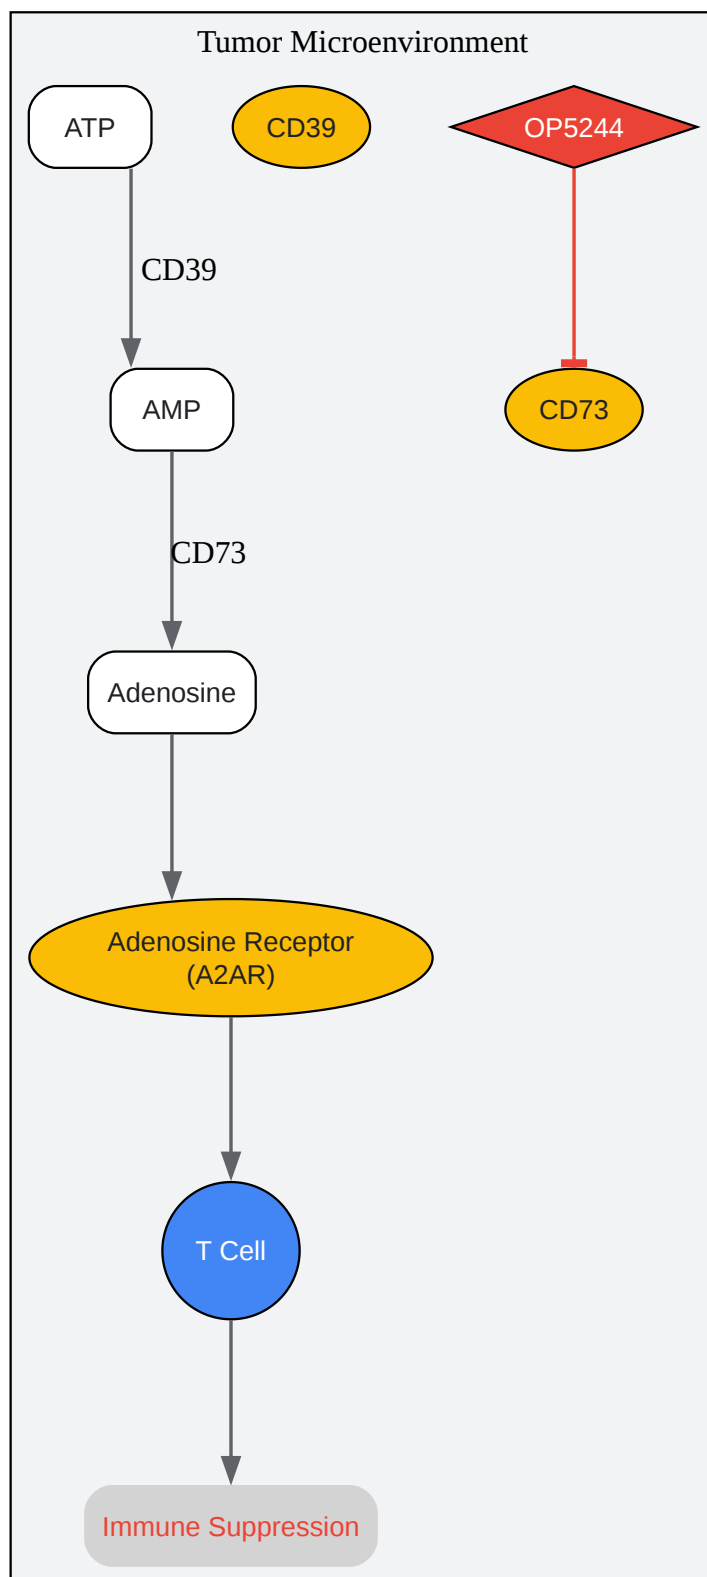 Tumor Microenvironment
ATP
CD39
OP5244
CD39
AMP
CD73
CD73
Adenosine
Adenosine Receptor
(A2AR)
T Cell
Immune Suppression